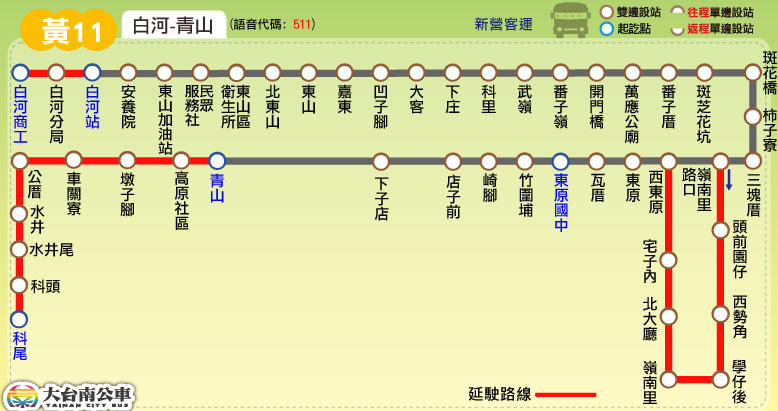 黃11
白河-青山
(語音代碼: 511)
新營客運
雙邊設站
起訖點
往程單邊設站
返程單邊設站
白河商工
白河分局
白河站
安養院
東山加油站
民眾服務社
東山區衛生所
北東山
東山
嘉東
凹子腳
大客
下庄
科里
武嶺
番子嶺
開門橋
萬應公廟
番子厝
斑芝花坑
斑花橋
柿子寮
三塊厝
嶺南里路口
頭前園仔
西勢角
學仔後
嶺南里
北大廳
宅子內
西東原
東原
瓦厝
東原國中
竹圍埔
崎腳
店子前
下子店
青山
高原社區
墩子腳
車關寮
公厝
水井
水井尾
科頭
科尾
延駛路線
大台南公車
TAINAN CITY BUS